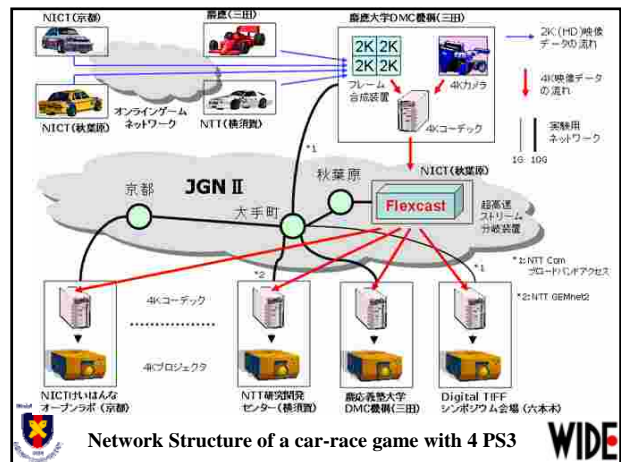 NICT(京都)
慶應(三田)
慶應大学DMC機構(三田)
2K(HD)映像
データの流れ
2K 2K
2K 2K
フレーム
合成装置
4Kカメラ
4K映像データ
の流れ
オンラインゲーム
ネットワーク
NICT(秋葉原)
NTT(横須賀)
4Kコーデック
実験用
ネットワーク
1G 10G
*1
NICT(秋葉原)
秋葉原
京都
JGN II
大手町
Flexcast
超高速
ストリーム
分岐装置
*2
*1
*1: NTT Com
ブロードバンドアクセス
*2: NTT GEMnet2
4Kコーデック
4Kプロジェクタ
NICTけいはんな
オープンラボ(京都)
NTT研究開発
センター(横須賀)
慶応義塾大学
DMC機構(三田)
Digital TIFF
シンポジウム会場(六本木)
Network Structure of a car-race game with 4 PS3
WIDE